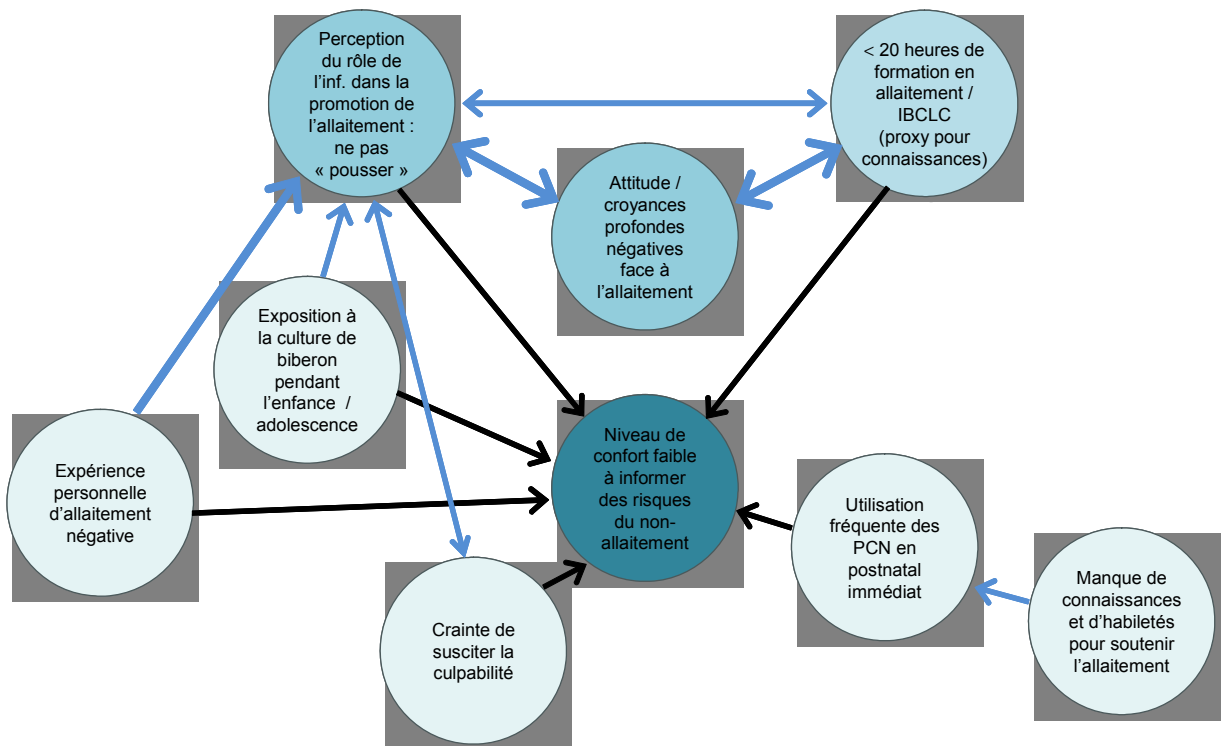 Perception
du rôle de
l'inf. dans la
promotion de
l'allaitement :
ne pas
« pousser »
< 20 heures de
formation en
allaitement /
IBCLC
(proxy pour
connaissances)
Attitude /
croyances
profondes
négatives
face à
l'allaitement
Exposition à
la culture de
biberon
pendant
l'enfance /
adolescence
Expérience
personnelle
d'allaitement
négative
Niveau de
confort faible
à informer
des risques
du non-
allaitement
Utilisation
fréquente des
PCN en
postnatal
immédiat
Manque de
connaissances
et d'habiletés
pour soutenir
l'allaitement
Crainte de
susciter la
culpabilité